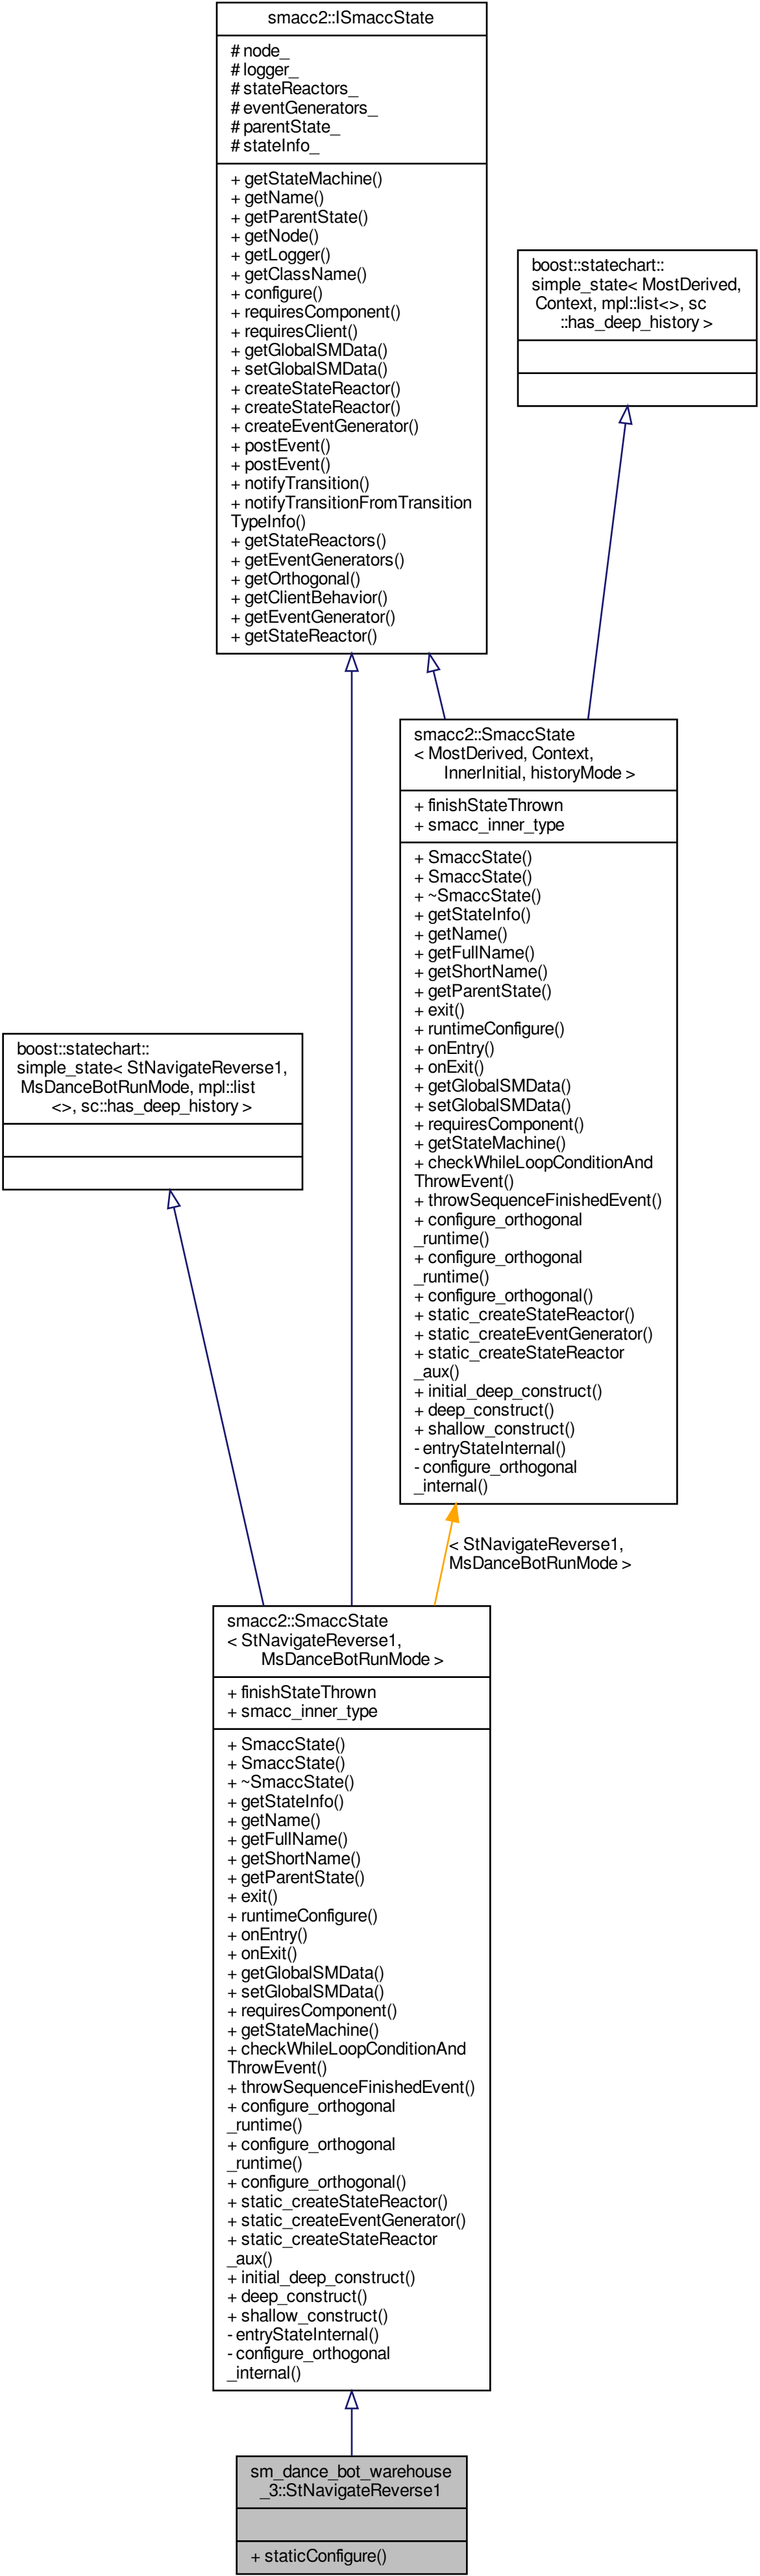 smacc2::ISmaccState
# node_
# logger_
# stateReactors_
# eventGenerators_
# parentState_
# stateInfo_
+ getStateMachine()
+ getName()
+ getParentState()
+ getNode()
+ getLogger()
+ getClassName()
+ configure()
+ requiresComponent()
+ requiresClient()
+ getGlobalSMData()
+ setGlobalSMData()
+ createStateReactor()
+ createStateReactor()
+ createEventGenerator()
+ postEvent()
+ postEvent()
+ notifyTransition()
+ notifyTransitionFromTransition
TypeInfo()
+ getStateReactors()
+ getEventGenerators()
+ getOrthogonal()
+ getClientBehavior()
+ getEventGenerator()
+ getStateReactor()
boost::statechart::
simple_state< MostDerived,
Context, mpl::list<>, sc
::has_deep_history >
smacc2::SmaccState
< MostDerived, Context,
InnerInitial, historyMode >
+ finishStateThrown
+ smacc_inner_type
+ SmaccState()
+ SmaccState()
+ ~SmaccState()
+ getStateInfo()
+ getName()
+ getFullName()
+ getShortName()
+ getParentState()
+ exit()
+ runtimeConfigure()
+ onEntry()
+ onExit()
+ getGlobalSMData()
+ setGlobalSMData()
+ requiresComponent()
+ getStateMachine()
+ checkWhileLoopConditionAnd
ThrowEvent()
+ throwSequenceFinishedEvent()
+ configure_orthogonal
_runtime()
+ configure_orthogonal
_runtime()
+ configure_orthogonal()
+ static_createStateReactor()
+ static_createEventGenerator()
+ static_createStateReactor
_aux()
+ initial_deep_construct()
+ deep_construct()
+ shallow_construct()
- entryStateInternal()
- configure_orthogonal
_internal()
boost::statechart::
simple_state< StNavigateReverse1,
MsDanceBotRunMode, mpl::list
<>, sc::has_deep_history >
< StNavigateReverse1,
MsDanceBotRunMode >
smacc2::SmaccState
< StNavigateReverse1,
MsDanceBotRunMode >
+ finishStateThrown
+ smacc_inner_type
+ SmaccState()
+ SmaccState()
+ ~SmaccState()
+ getStateInfo()
+ getName()
+ getFullName()
+ getShortName()
+ getParentState()
+ exit()
+ runtimeConfigure()
+ onEntry()
+ onExit()
+ getGlobalSMData()
+ setGlobalSMData()
+ requiresComponent()
+ getStateMachine()
+ checkWhileLoopConditionAnd
ThrowEvent()
+ throwSequenceFinishedEvent()
+ configure_orthogonal
_runtime()
+ configure_orthogonal
_runtime()
+ configure_orthogonal()
+ static_createStateReactor()
+ static_createEventGenerator()
+ static_createStateReactor
_aux()
+ initial_deep_construct()
+ deep_construct()
+ shallow_construct()
- entryStateInternal()
- configure_orthogonal
_internal()
sm_dance_bot_warehouse
_3::StNavigateReverse1
+ staticConfigure()